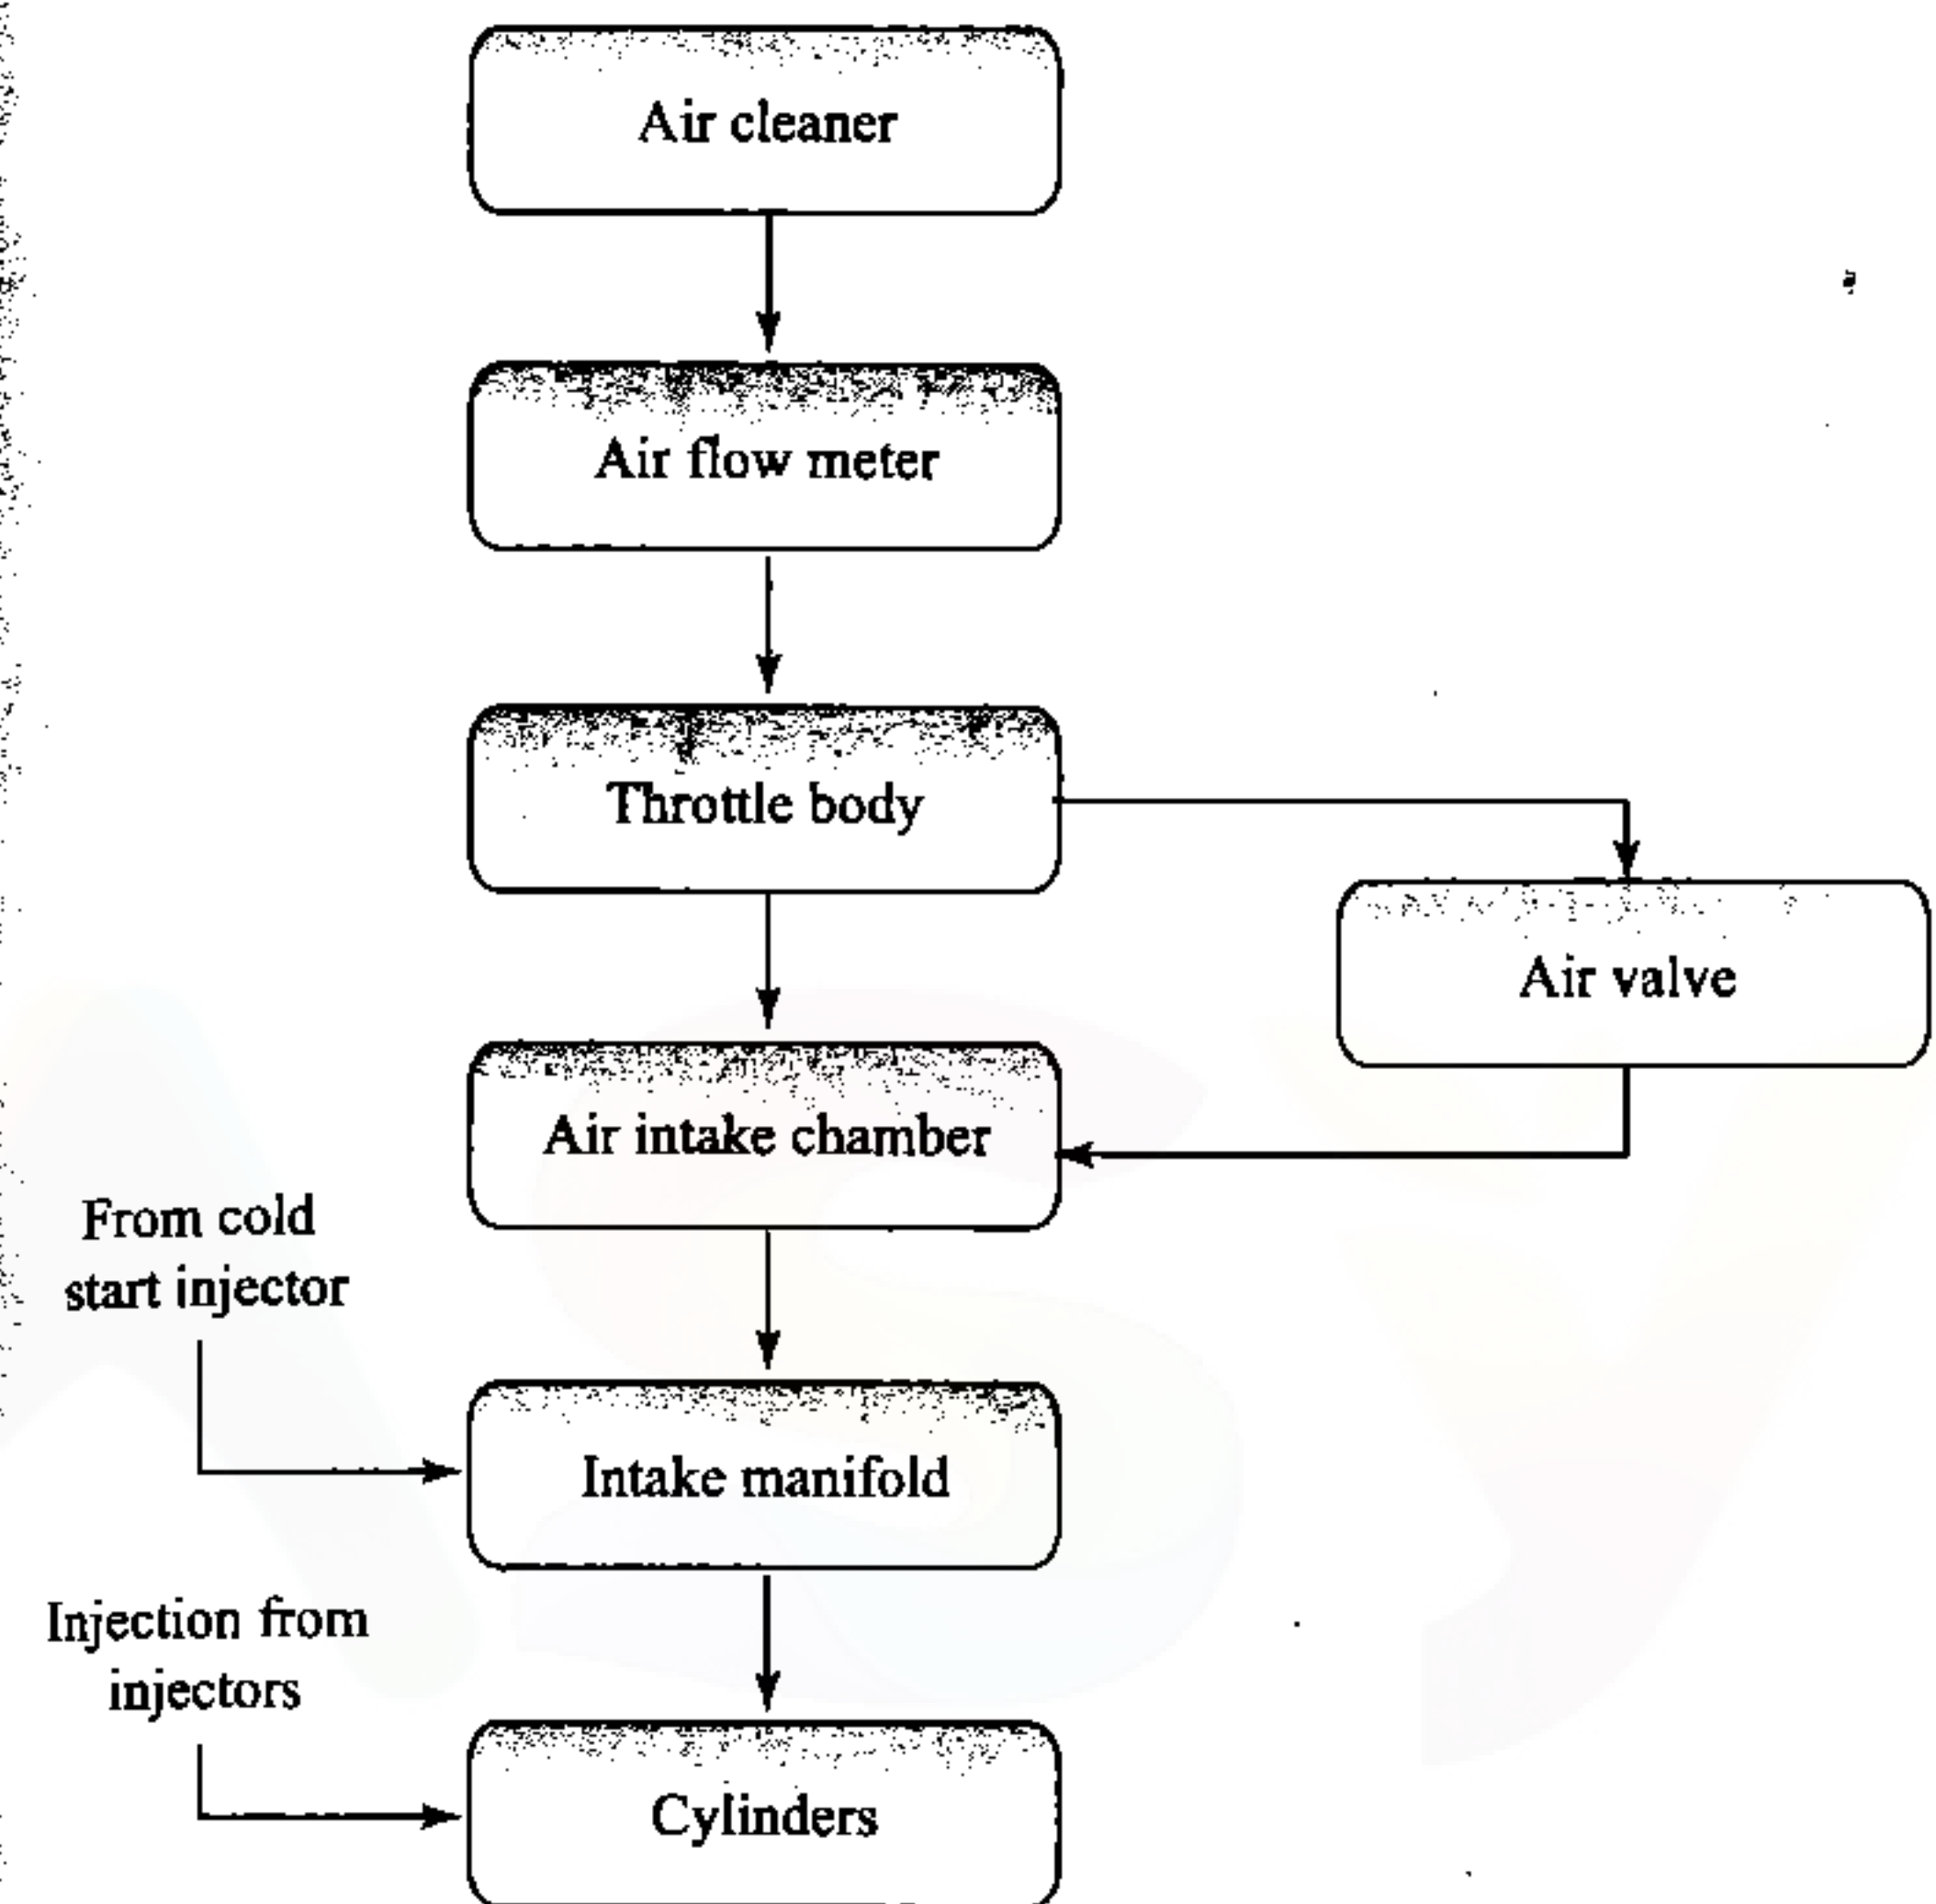 Air cleaner
Air flow meter
Throttle body
Air valve
Air intake chamber
From cold
start injector
Intake manifold
Injection from
injectors
Cylinders